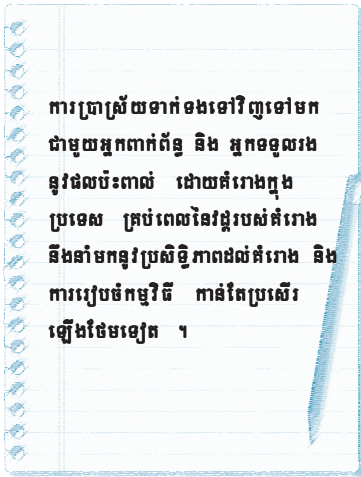 ការប្រាស្រ័យទាក់ទងទៅវិញទៅមក
ជាមួយអ្នកពាក់ព័ន្ធ និង អ្នកទទួលរង
នូវផលប៉ះពាល់ ដោយគំរោងក្នុង
ប្រទេស គ្រប់ពេលនៃវដ្តរបស់គំរោង
នឹងនាំមកនូវប្រសិទ្ធិភាពដល់គំរោង និង
ការរៀបចំកម្មវិធី កាន់តែប្រសើរ
ឡើងថែមទៀត ។